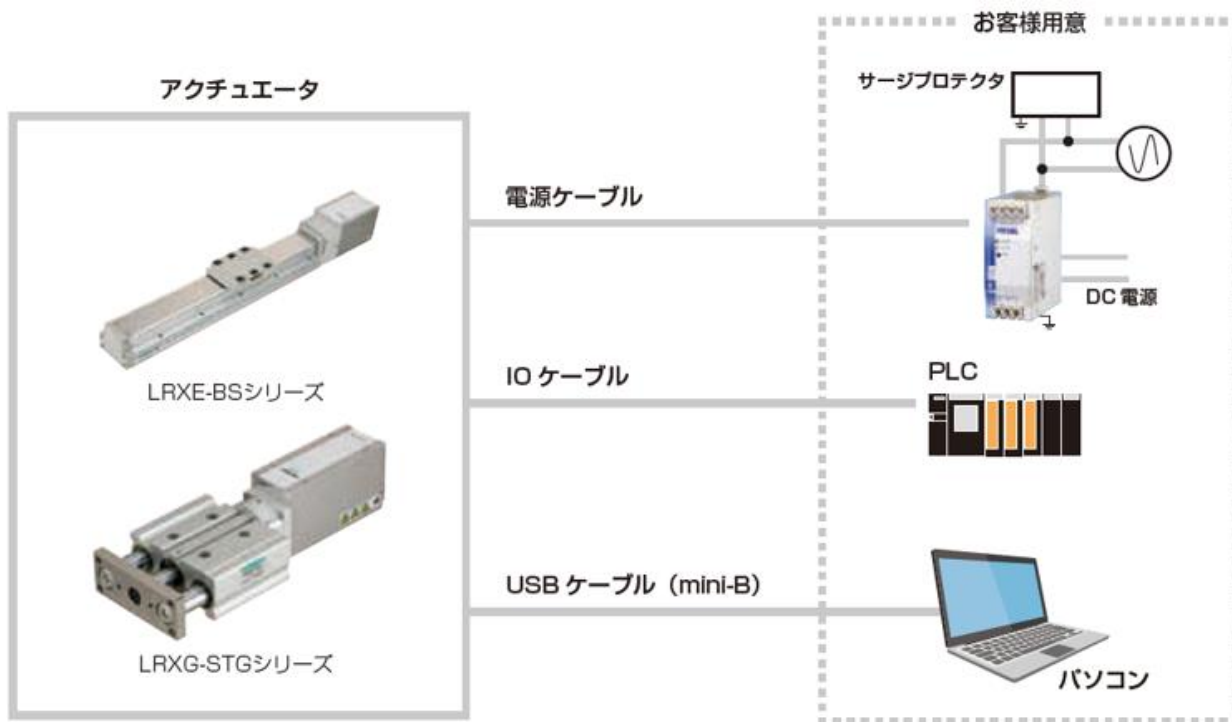 お客様用意
アクチュエータ
サージプロテクタ
電源ケーブル
DC 電源
LRXE-BSシリーズ
IO ケーブル
PLC
USB ケーブル（mini-B）
LRXG-STGシリーズ
パソコン